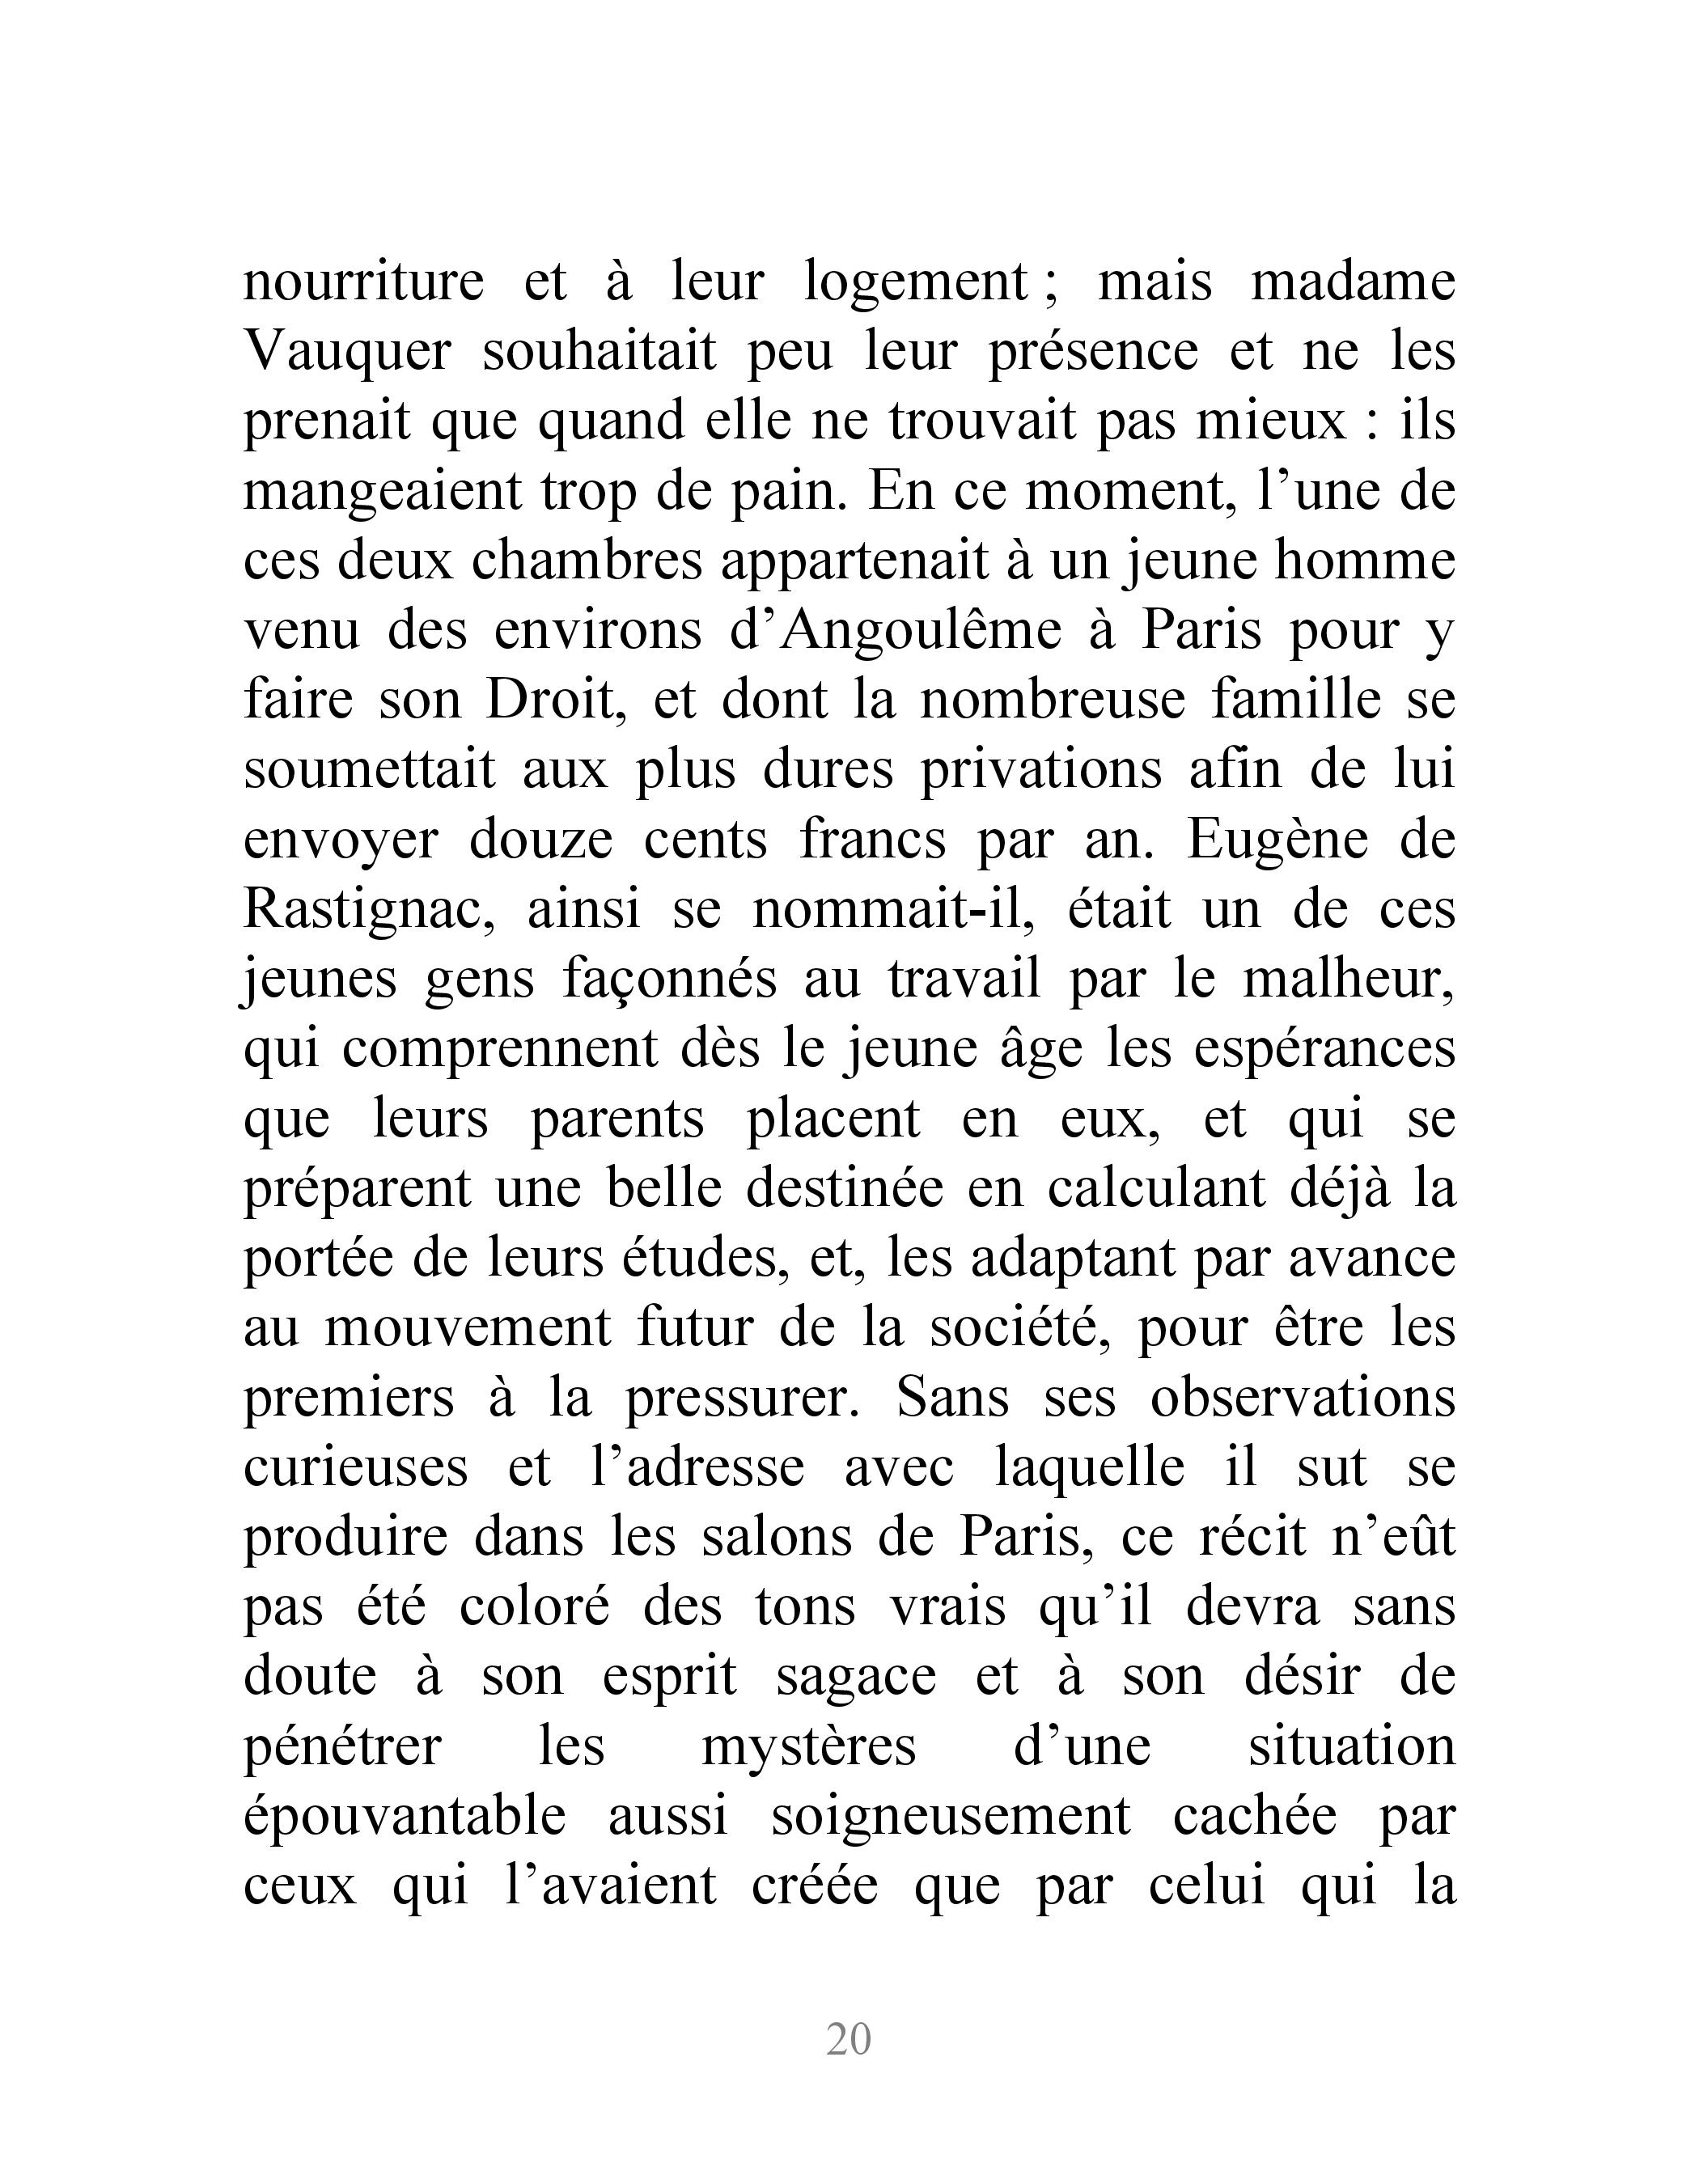 nourriture et à leur logement ; mais madame
Vauquer souhaitait peu leur présence et ne les
prenait que quand elle ne trouvait pas mieux : ils
mangeaient trop de pain. En ce moment, l’une de
ces deux chambres appartenait à un jeune homme
venu des environs d’Angoulême à Paris pour y
faire son Droit, et dont la nombreuse famille se
soumettait aux plus dures privations afin de lui
envoyer douze cents francs par an. Eugène de
Rastignac, ainsi se nommait-il, était un de ces
jeunes gens façonnés au travail par le malheur,
qui comprennent dès le jeune âge les espérances
que leurs parents placent en eux, et qui se
préparent une belle destinée en calculant déjà la
portée de leurs études, et, les adaptant par avance
au mouvement futur de la société, pour être les
premiers à la pressurer. Sans ses observations
curieuses et l’adresse avec laquelle il sut se
produire dans les salons de Paris, ce récit n’eût
pas été coloré des tons vrais qu’il devra sans
doute à son esprit sagace et à son désir de
pénétrer les mystères d’une situation
épouvantable aussi soigneusement cachée par
ceux qui l’avaient créée que par celui qui la
20